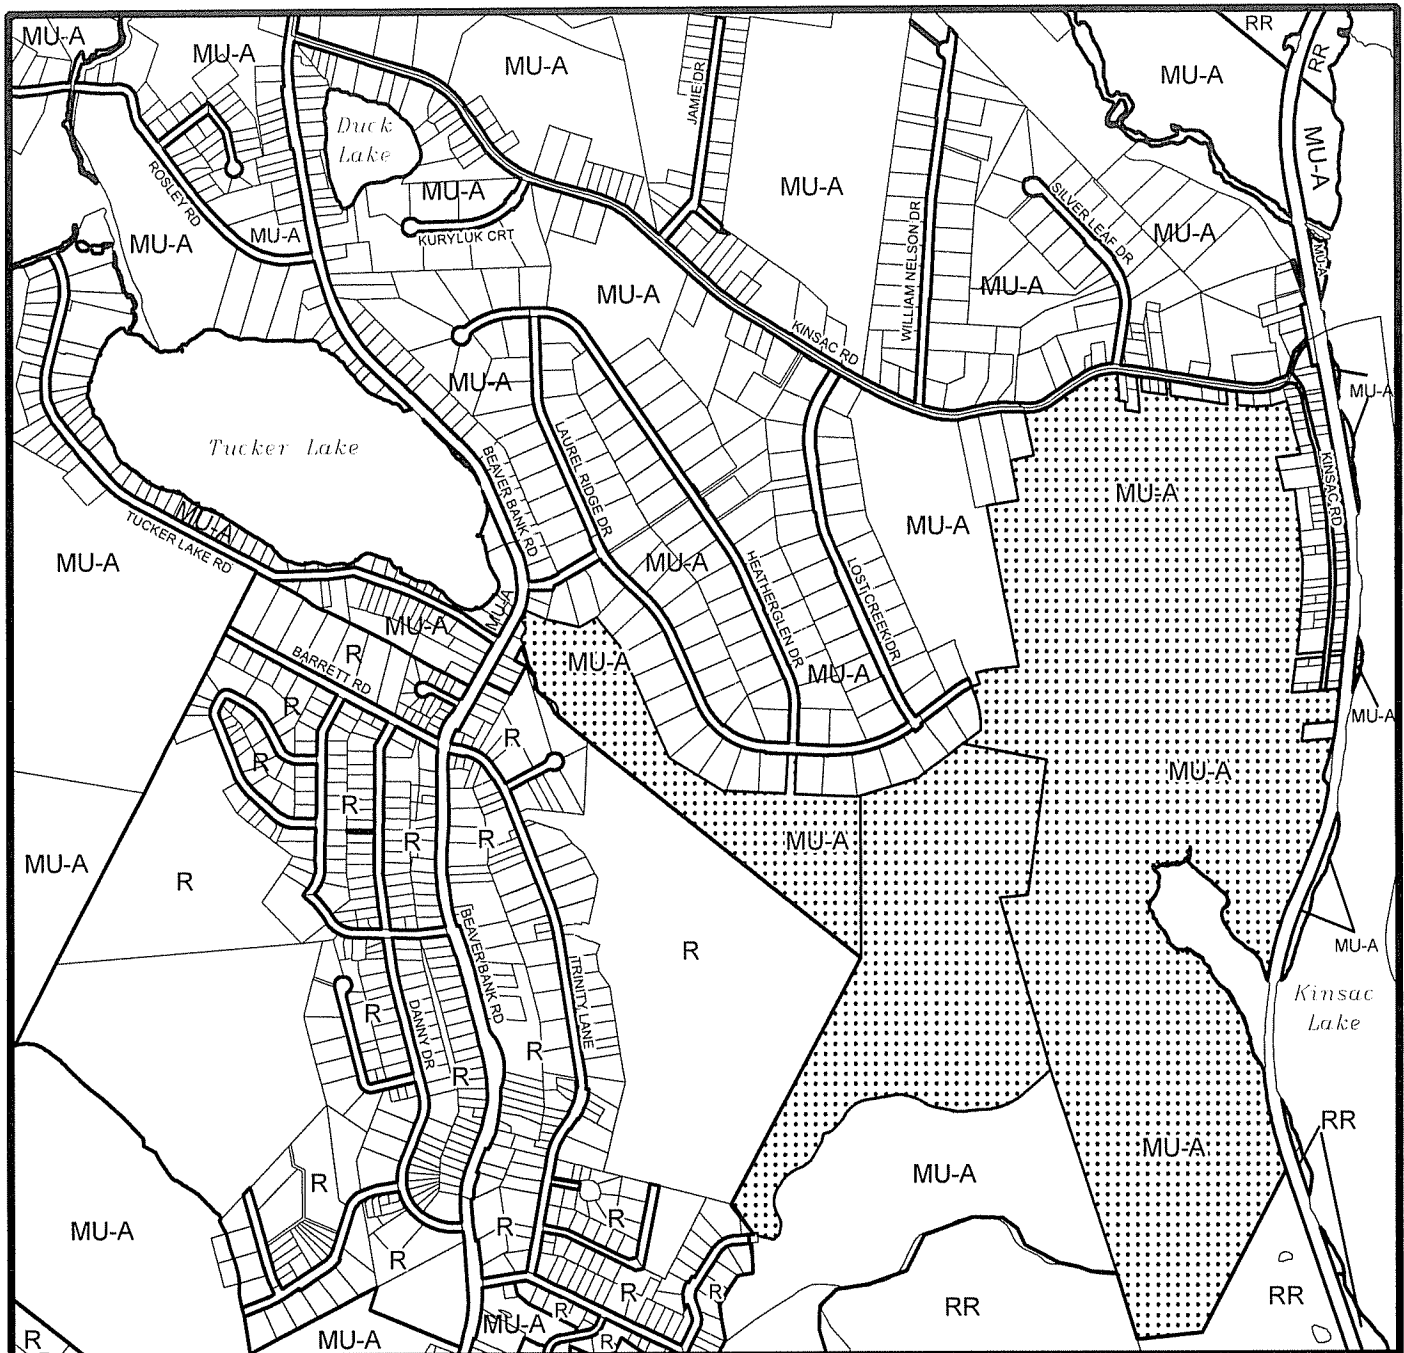 MU-A
MU-A
MU-A
JAMIE DR
MU-A
RR
RR
Duck
Lake
MU-A
ROSLEY RD
MU-A
MU-A
MU-A
KURYLUK CRT
MU-A
WILLIAM NELSON DR
SILVER LEAF DR
MU-A
MU-A
MU-A
MU-A
KINSAC RD
MU-A
MU-A
Tucker Lake
BEAVER BANK RD
LAUREL RIDGE DR
MU-A
MU-A
KINSAC RD
MU-A
TUCKER LAKE RD
MU-A
MU-A
HEATHERGLEN DR
LOST CREEK DR
MU-A
MU-A
R
BARRETT RD
MU-A
MU-A
R
R
MU-A
R
MU-A
R
R
R
MU-A
MU-A
R
BEAVER BANK RD
R
MU-A
TRINITY LANE
Kinsac
Lake
R
DANNY DR
R
R
RR
MU-A
MU-A
R
MU-A
R
R
R
R
R
R
RR
RR
R
MU-A
MU-A
R
R